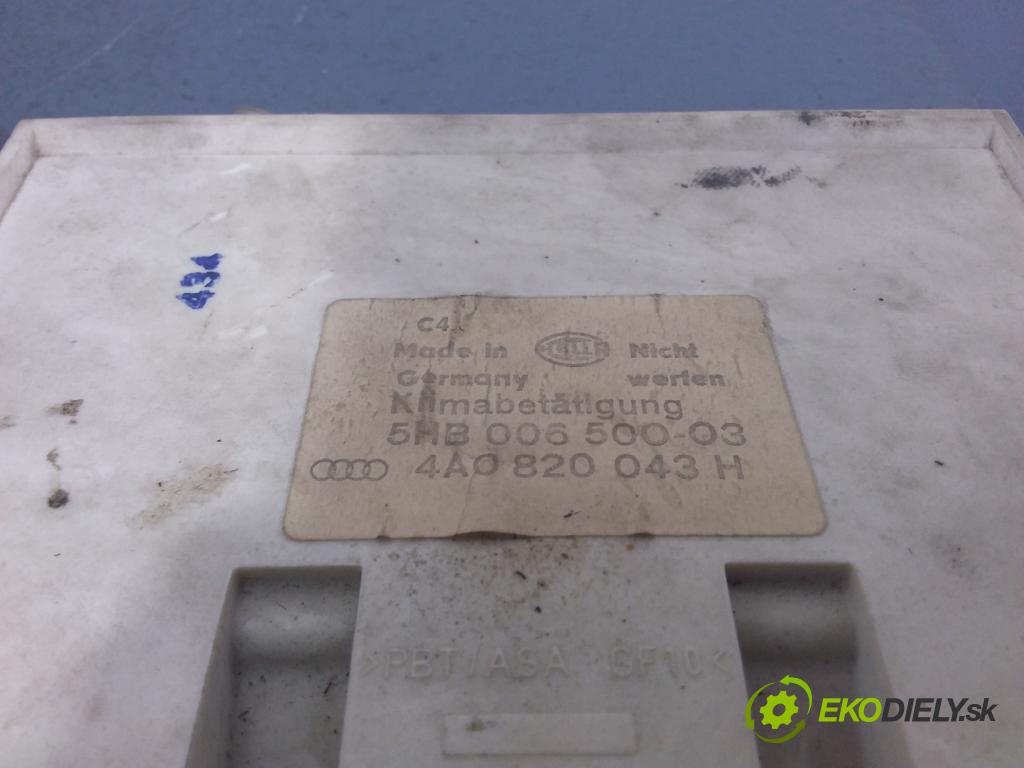 431
C4
Made in HELLA Nicht
Germany werfen
Klimabetätigung
5HB 006 500-03
4A0 820 043 H
>PBT/ASA GF10<
EKODIELY.sk